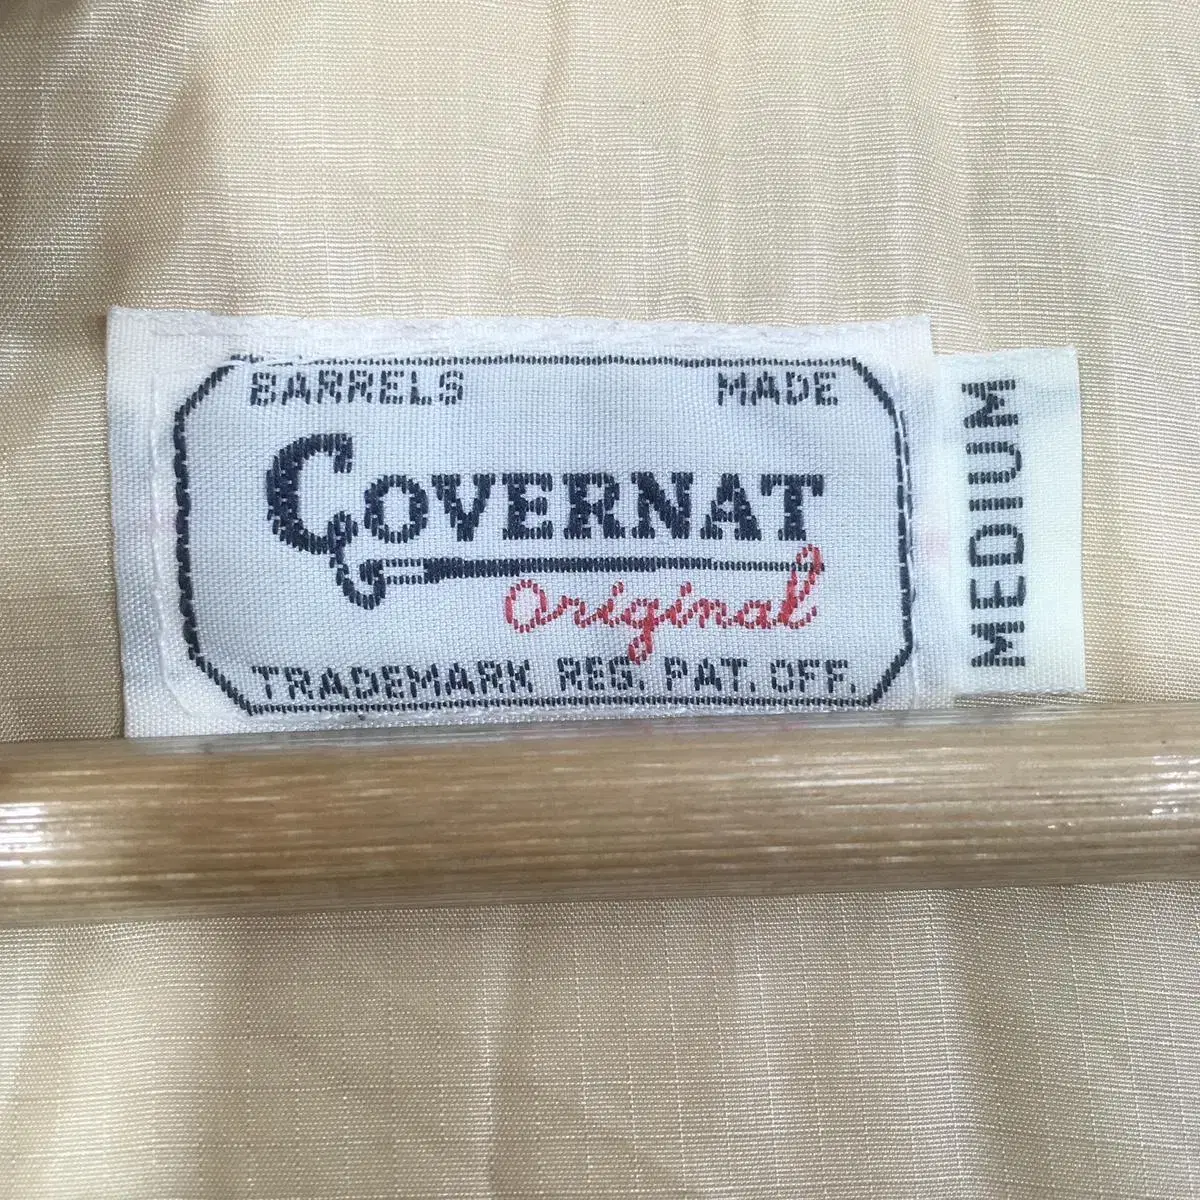 BARRELS MADE
COVERNAT
Original
TRADEMARK REG. PAT. OFF.
MEDIUM